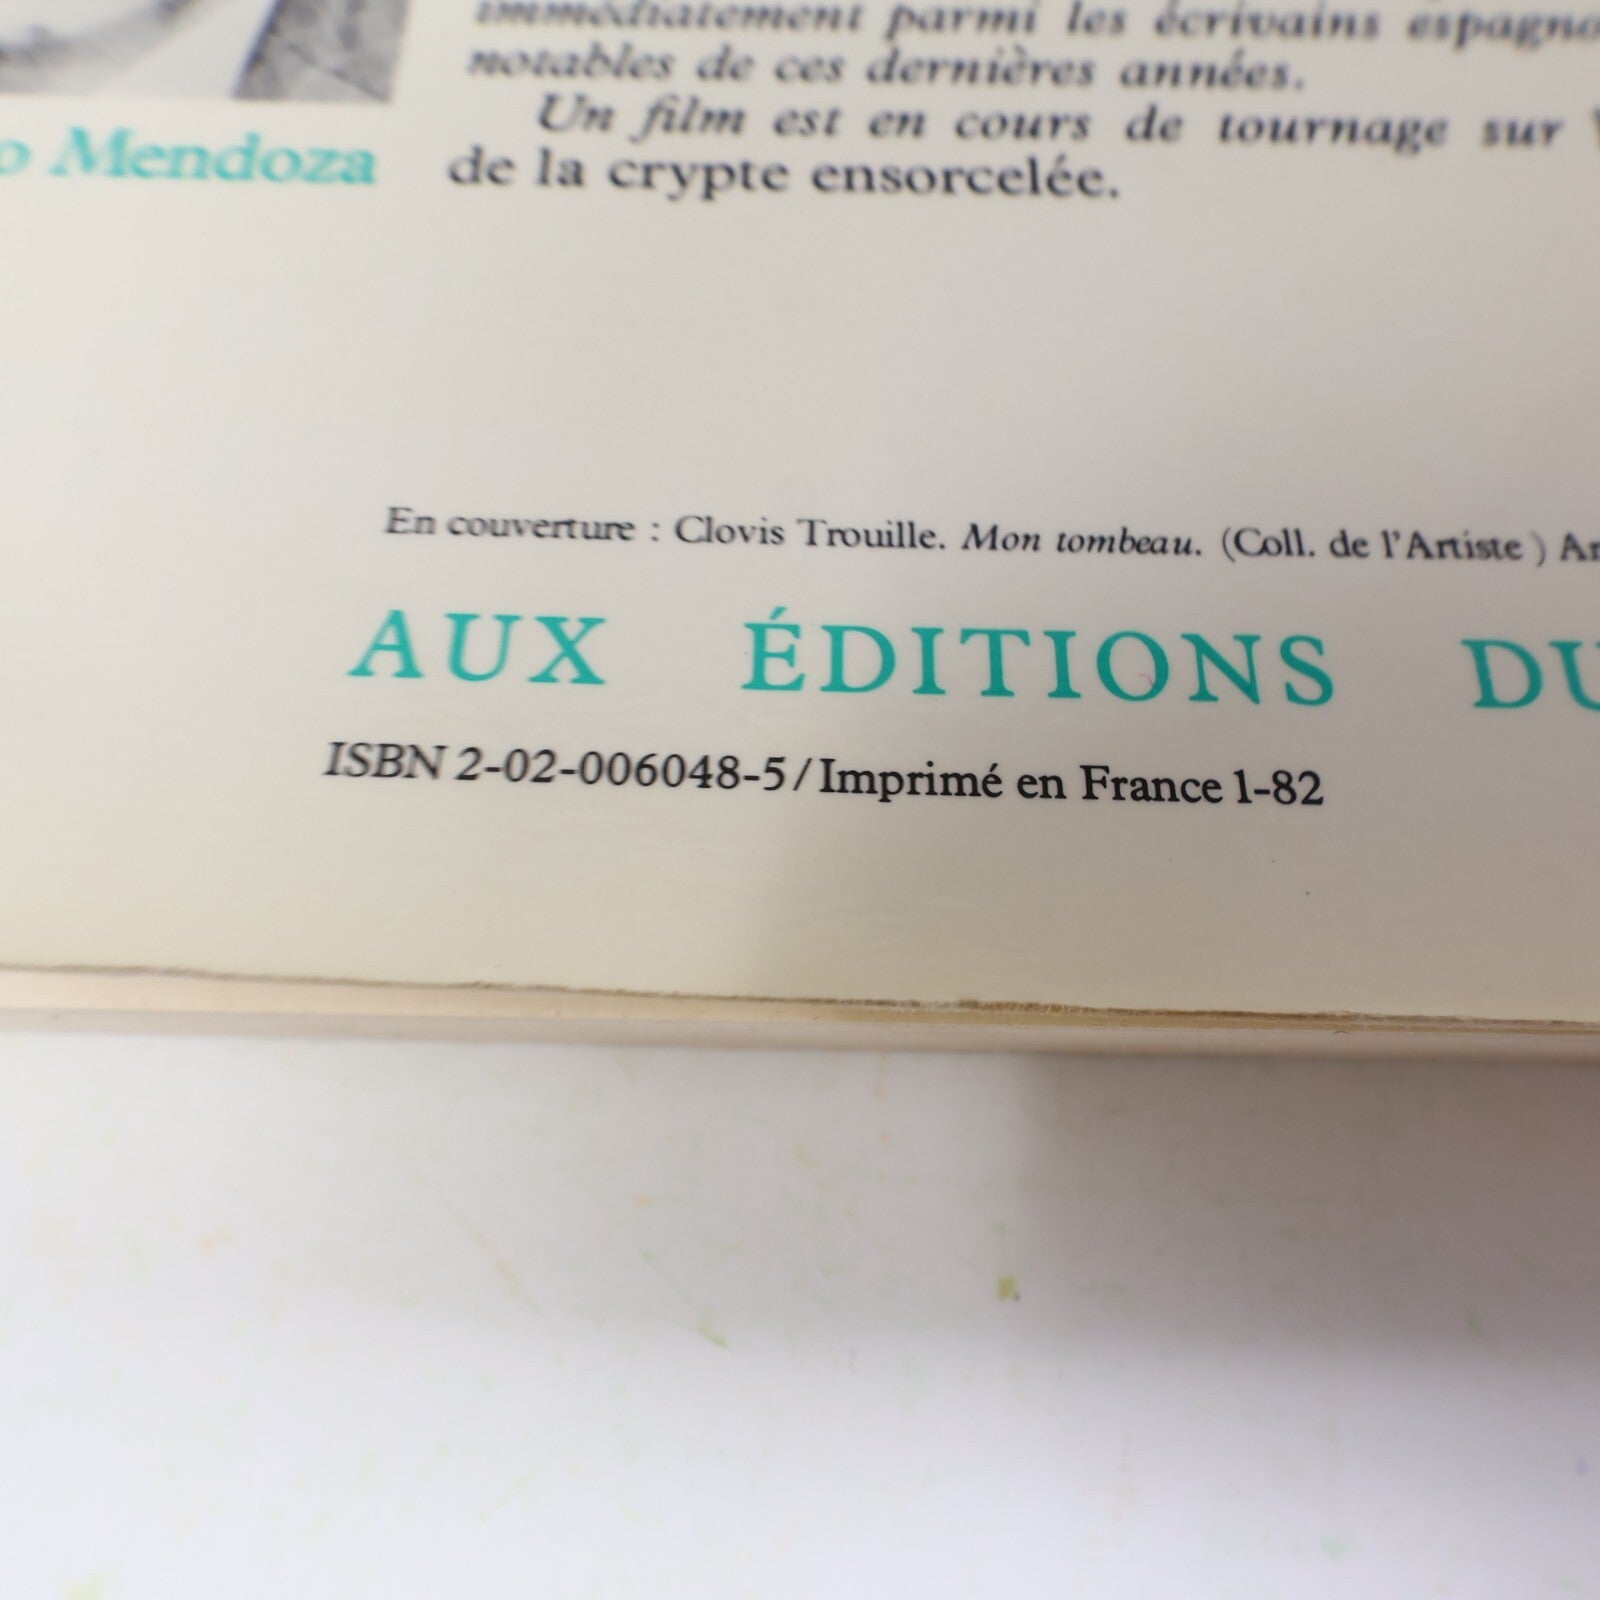 immédiatement parmi les écrivains
notables de ces dernières années.
Un film est en cours de tournage sur
o Mendoza
de la crypte ensorcelée.
En couverture : Clovis Trouille. Mon tombeau. (Coll. de l'Artiste )
AUX ÉDITIONS DU
ISBN 2-02-006048-5/Imprimé en France 1-82